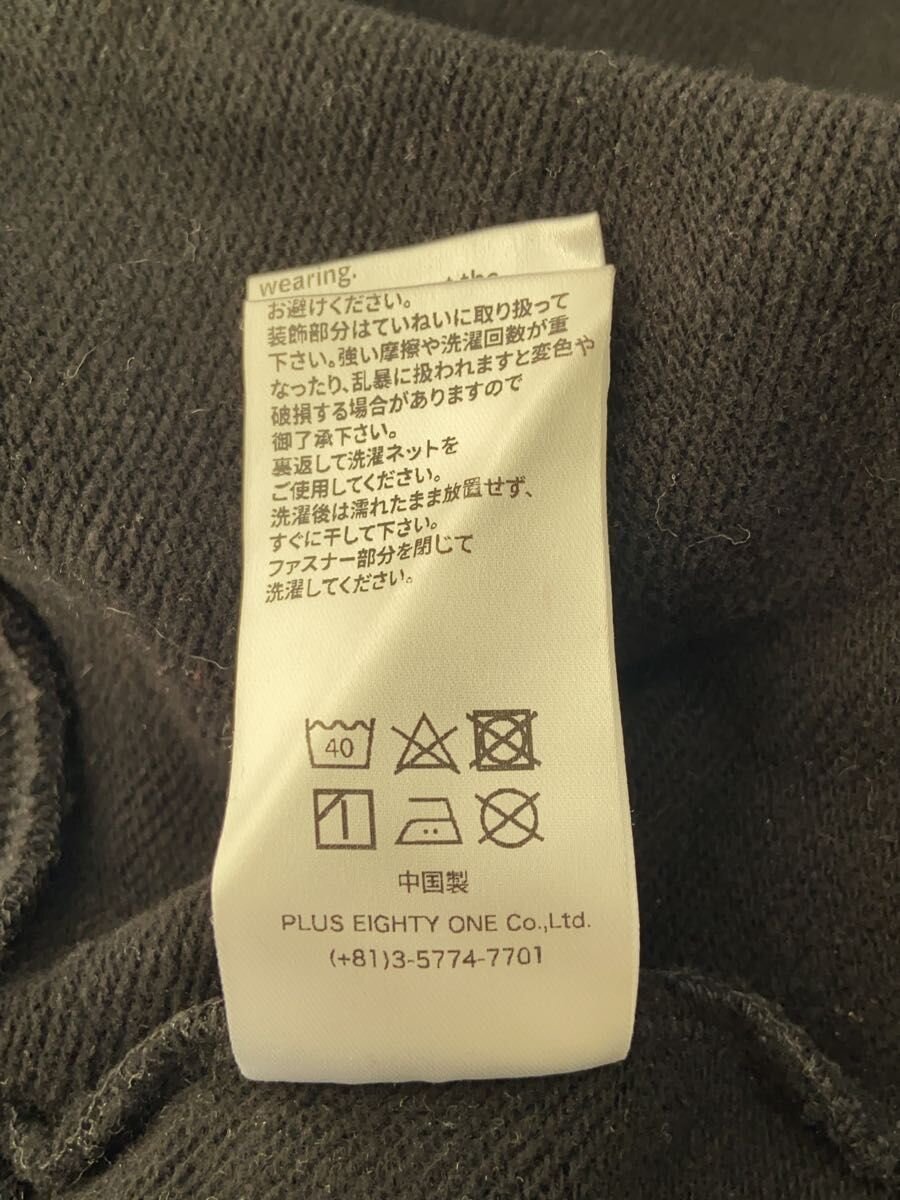 wearing.
お避けください。
装飾部分はていねいに取り扱って
下さい。強い摩擦や洗濯回数が重
なったり、乱暴に扱われますと変色や
破損する場合がありますので
御了承下さい。
裏返して洗濯ネットを
ご使用してください。
洗濯後は濡れたまま放置せず、
すぐに干して下さい。
ファスナー部分を閉じて
洗濯してください。
40
中国製
PLUS EIGHTY ONE Co.,Ltd.
(+81)3-5774-7701